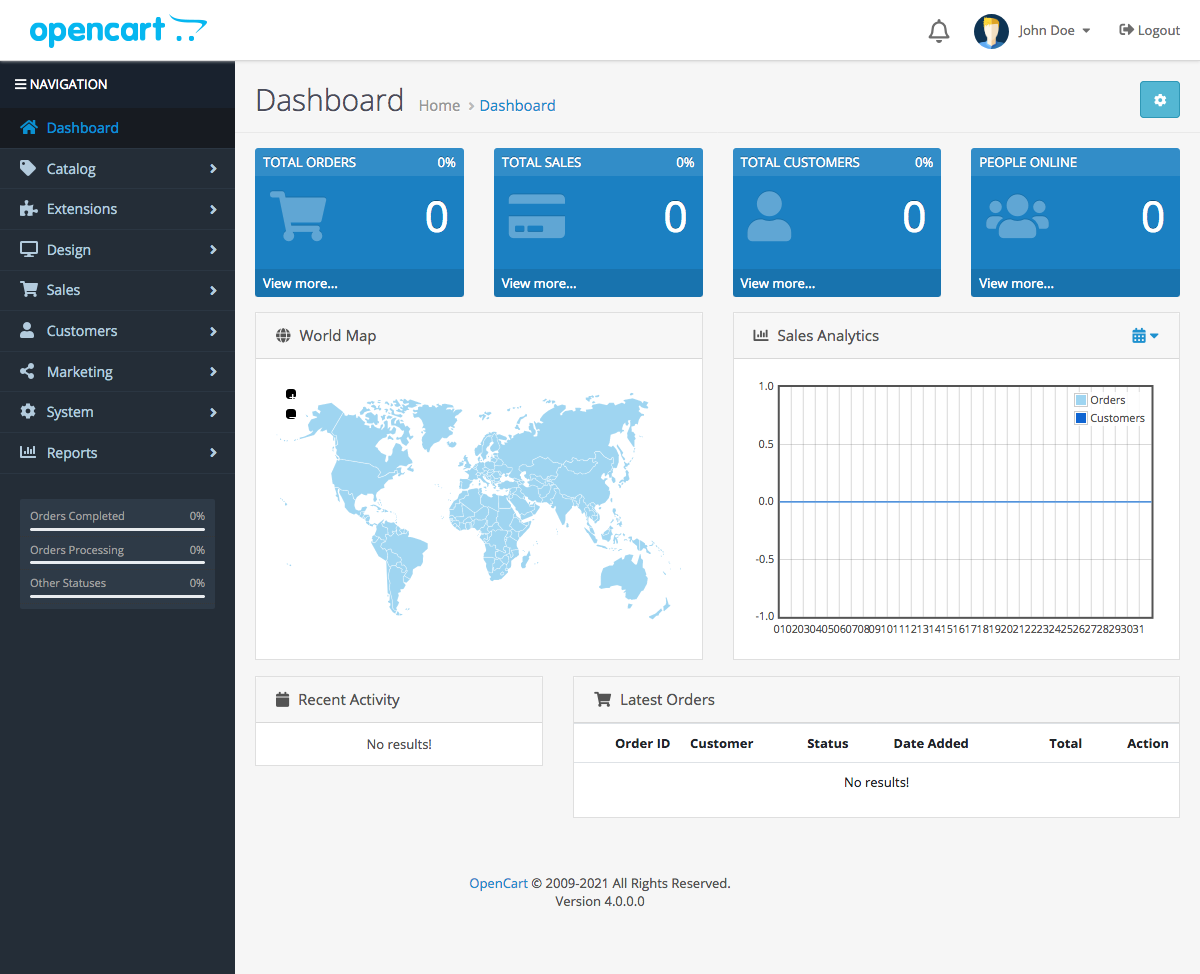 opencart
John Doe
Logout
NAVIGATION
Dashboard
Catalog
Extensions
Design
Sales
Customers
Marketing
System
Reports
Orders Completed 0%
Orders Processing 0%
Other Statuses 0%
Dashboard Home Dashboard
TOTAL ORDERS 0%
0
View more...
TOTAL SALES 0%
0
View more...
TOTAL CUSTOMERS 0%
0
View more...
PEOPLE ONLINE
0
View more...
World Map
+
Sales Analytics
1.0
0.5
0.0
-0.5
-1.0
Orders
Customers
01020304050607080910111213141516171819202122232425262728293031
Recent Activity
No results!
Latest Orders
Order ID Customer Status Date Added Total Action
No results!
OpenCart © 2009-2021 All Rights Reserved.
Version 4.0.0.0